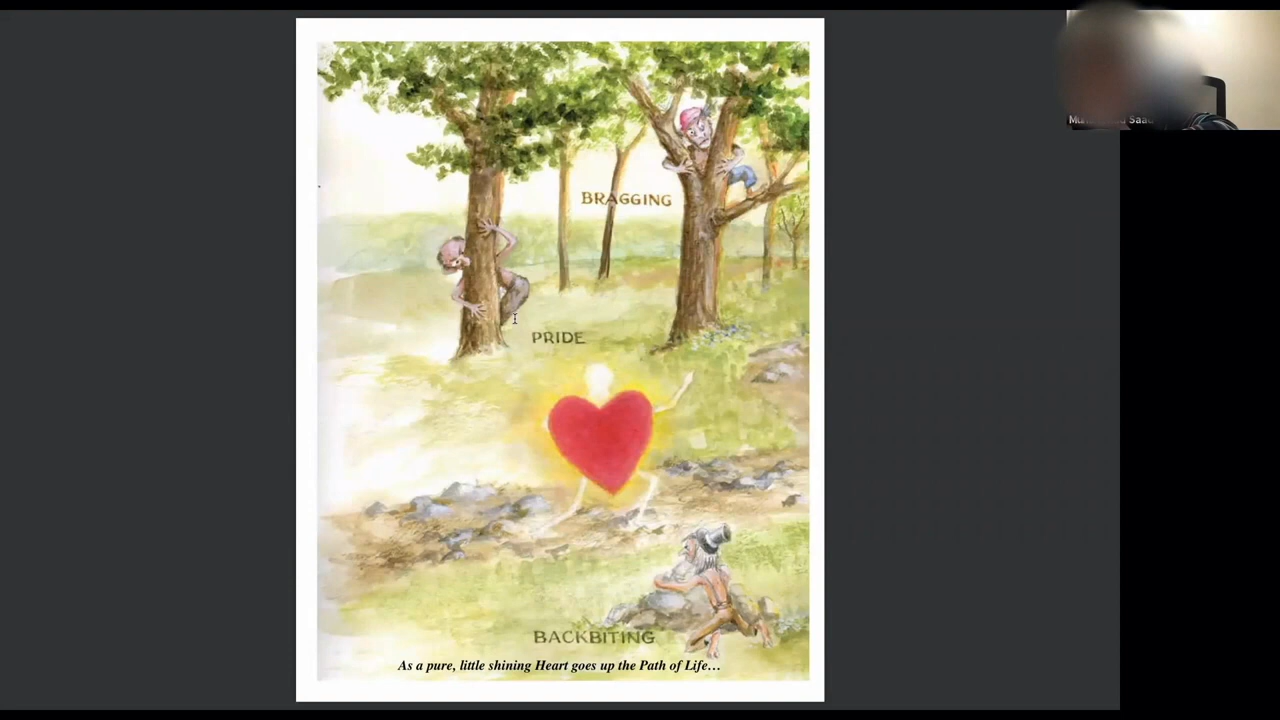 BRAGGING
PRIDE
BACKBITING
As a pure, little shining Heart goes up the Path of Life…